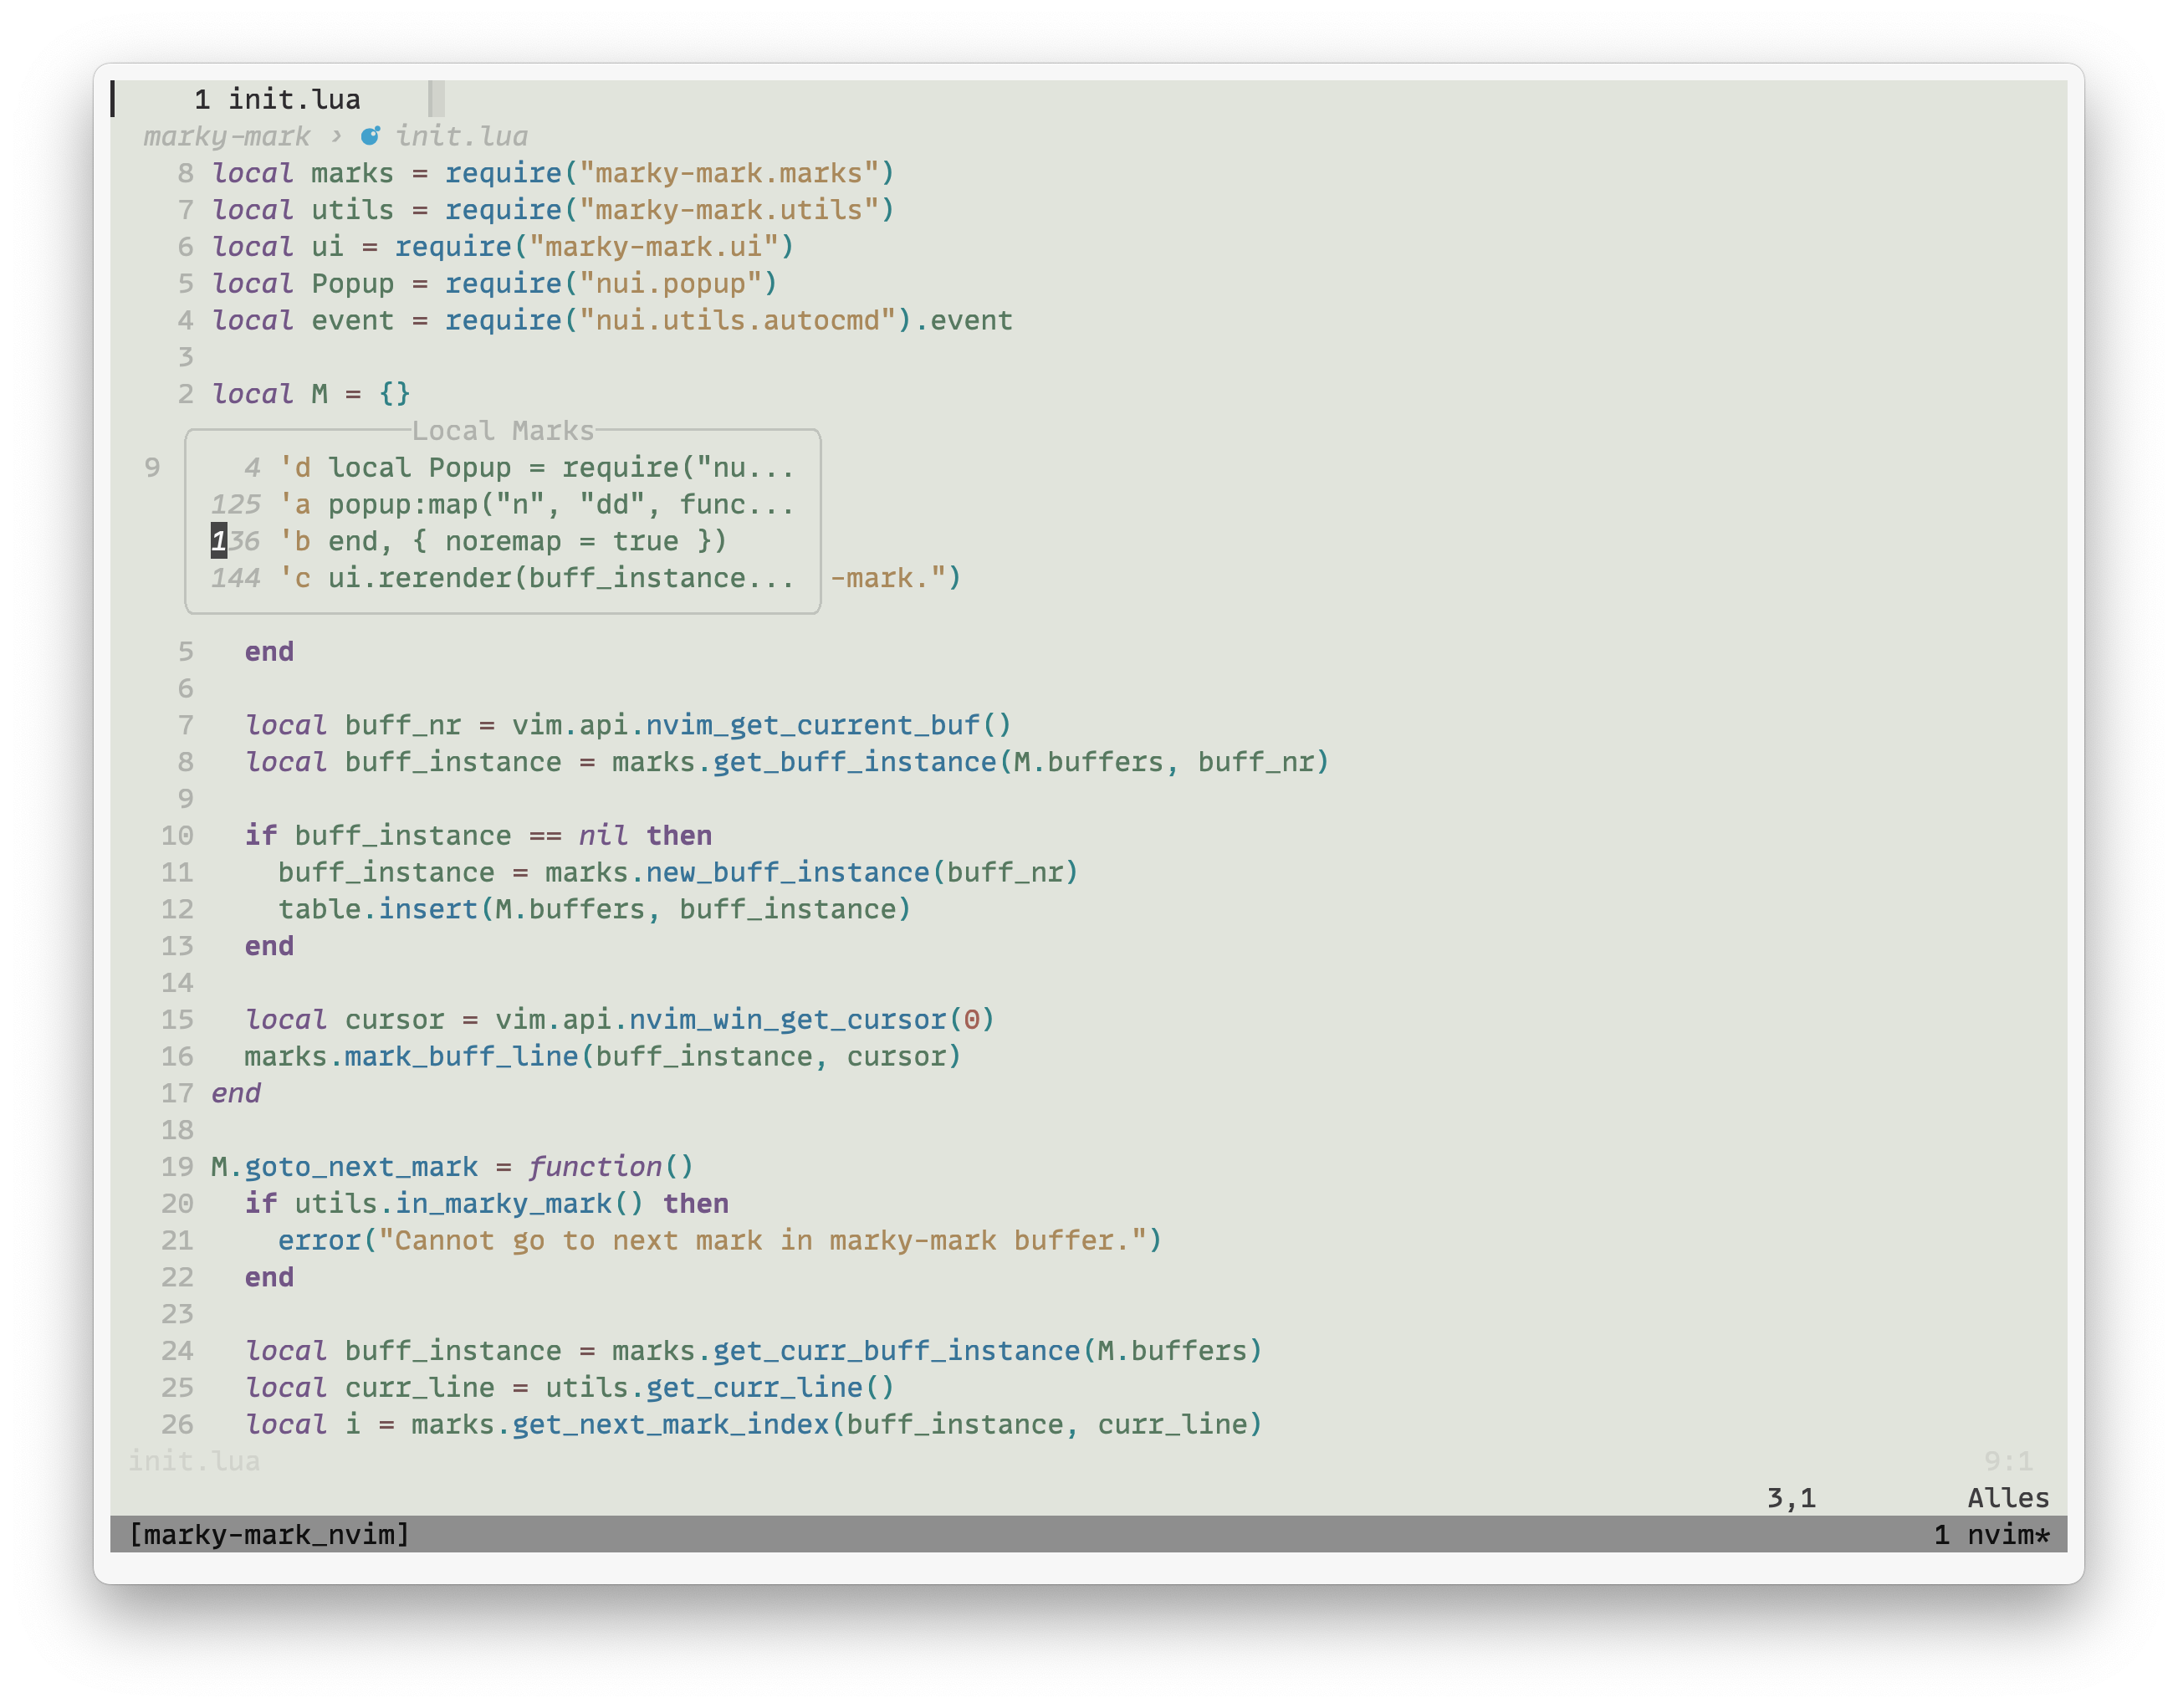 1 init.lua
marky-mark › init.lua
8 local marks = require("marky-mark.marks")
7 local utils = require("marky-mark.utils")
6 local ui = require("marky-mark.ui")
5 local Popup = require("nui.popup")
4 local event = require("nui.utils.autocmd").event
3
2 local M = {}
Local Marks
9 4 'd local Popup = require("nu...
125 'a popup:map("n", "dd", func...
136 'b end, { noremap = true })
144 'c ui.rerender(buff_instance... -mark.")
5 end
6
7 local buff_nr = vim.api.nvim_get_current_buf()
8 local buff_instance = marks.get_buff_instance(M.buffers, buff_nr)
9
10 if buff_instance == nil then
11 buff_instance = marks.new_buff_instance(buff_nr)
12 table.insert(M.buffers, buff_instance)
13 end
14
15 local cursor = vim.api.nvim_win_get_cursor(0)
16 marks.mark_buff_line(buff_instance, cursor)
17 end
18
19 M.goto_next_mark = function()
20 if utils.in_marky_mark() then
21 error("Cannot go to next mark in marky-mark buffer.")
22 end
23
24 local buff_instance = marks.get_curr_buff_instance(M.buffers)
25 local curr_line = utils.get_curr_line()
26 local i = marks.get_next_mark_index(buff_instance, curr_line)
init.lua 9:1
3,1 Alles
[marky-mark_nvim] 1 nvim*